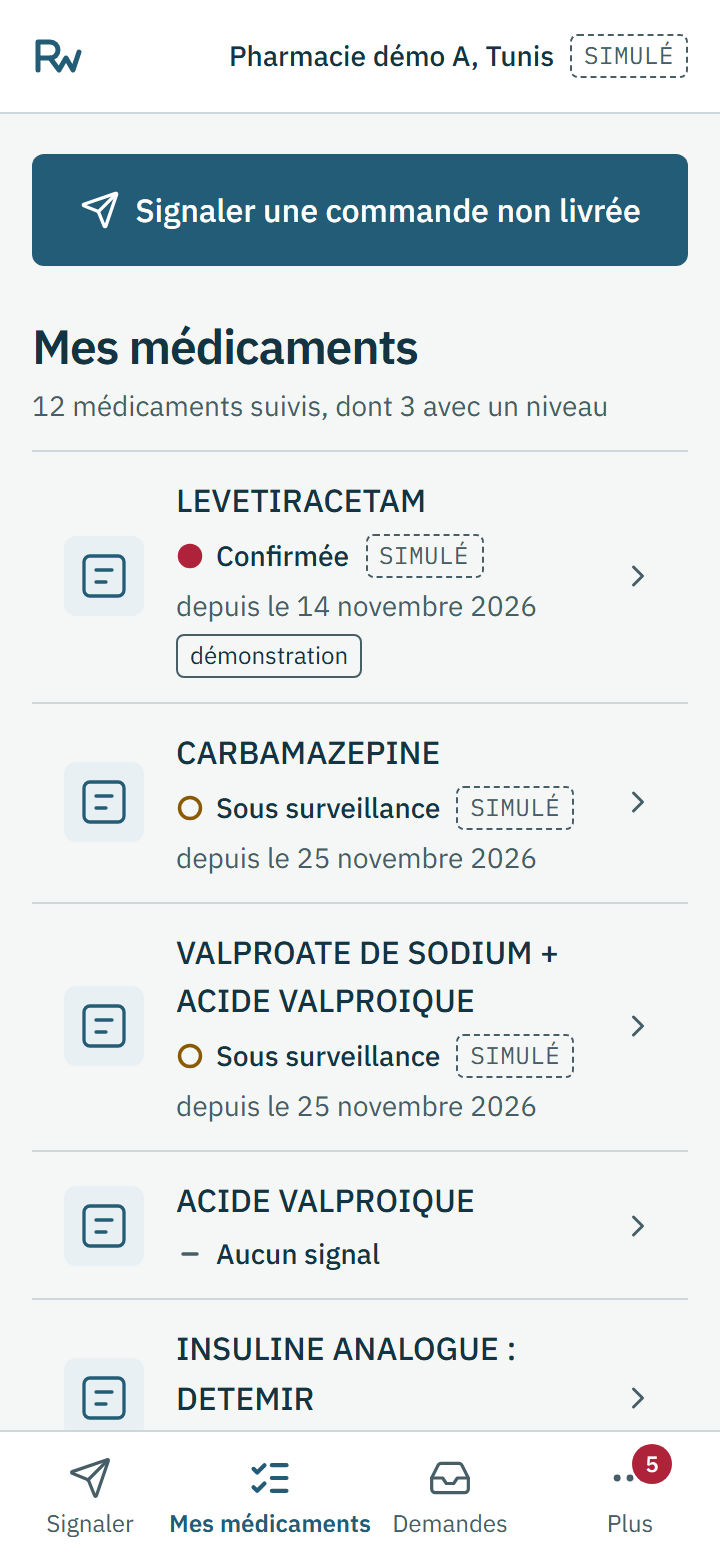 Rw
Pharmacie démo A, Tunis SIMULÉ
Signaler une commande non livrée
Mes médicaments
12 médicaments suivis, dont 3 avec un niveau
LEVETIRACETAM
Confirmée SIMULÉ
depuis le 14 novembre 2026
démonstration
CARBAMAZEPINE
Sous surveillance SIMULÉ
depuis le 25 novembre 2026
VALPROATE DE SODIUM +
ACIDE VALPROIQUE
Sous surveillance SIMULÉ
depuis le 25 novembre 2026
ACIDE VALPROIQUE
– Aucun signal
INSULINE ANALOGUE :
DETEMIR
5
Signaler Mes médicaments Demandes Plus